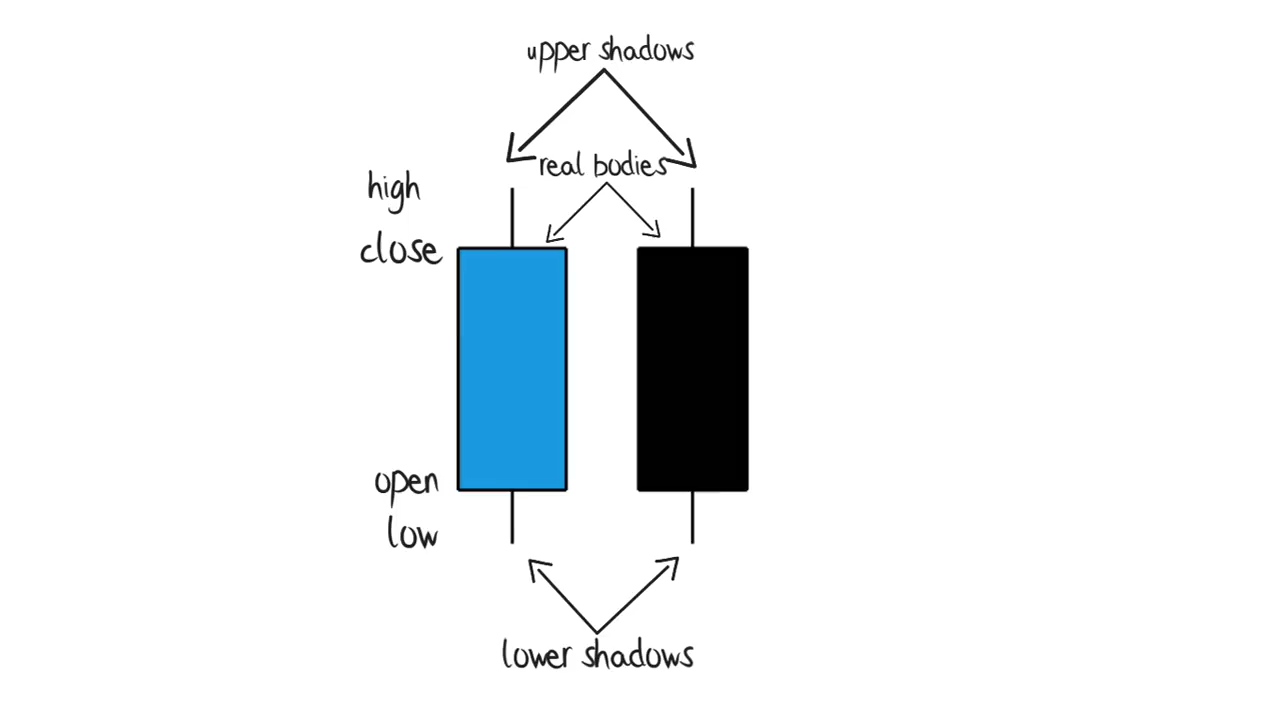 upper shadows
real bodies
high
close
open
low
lower shadows